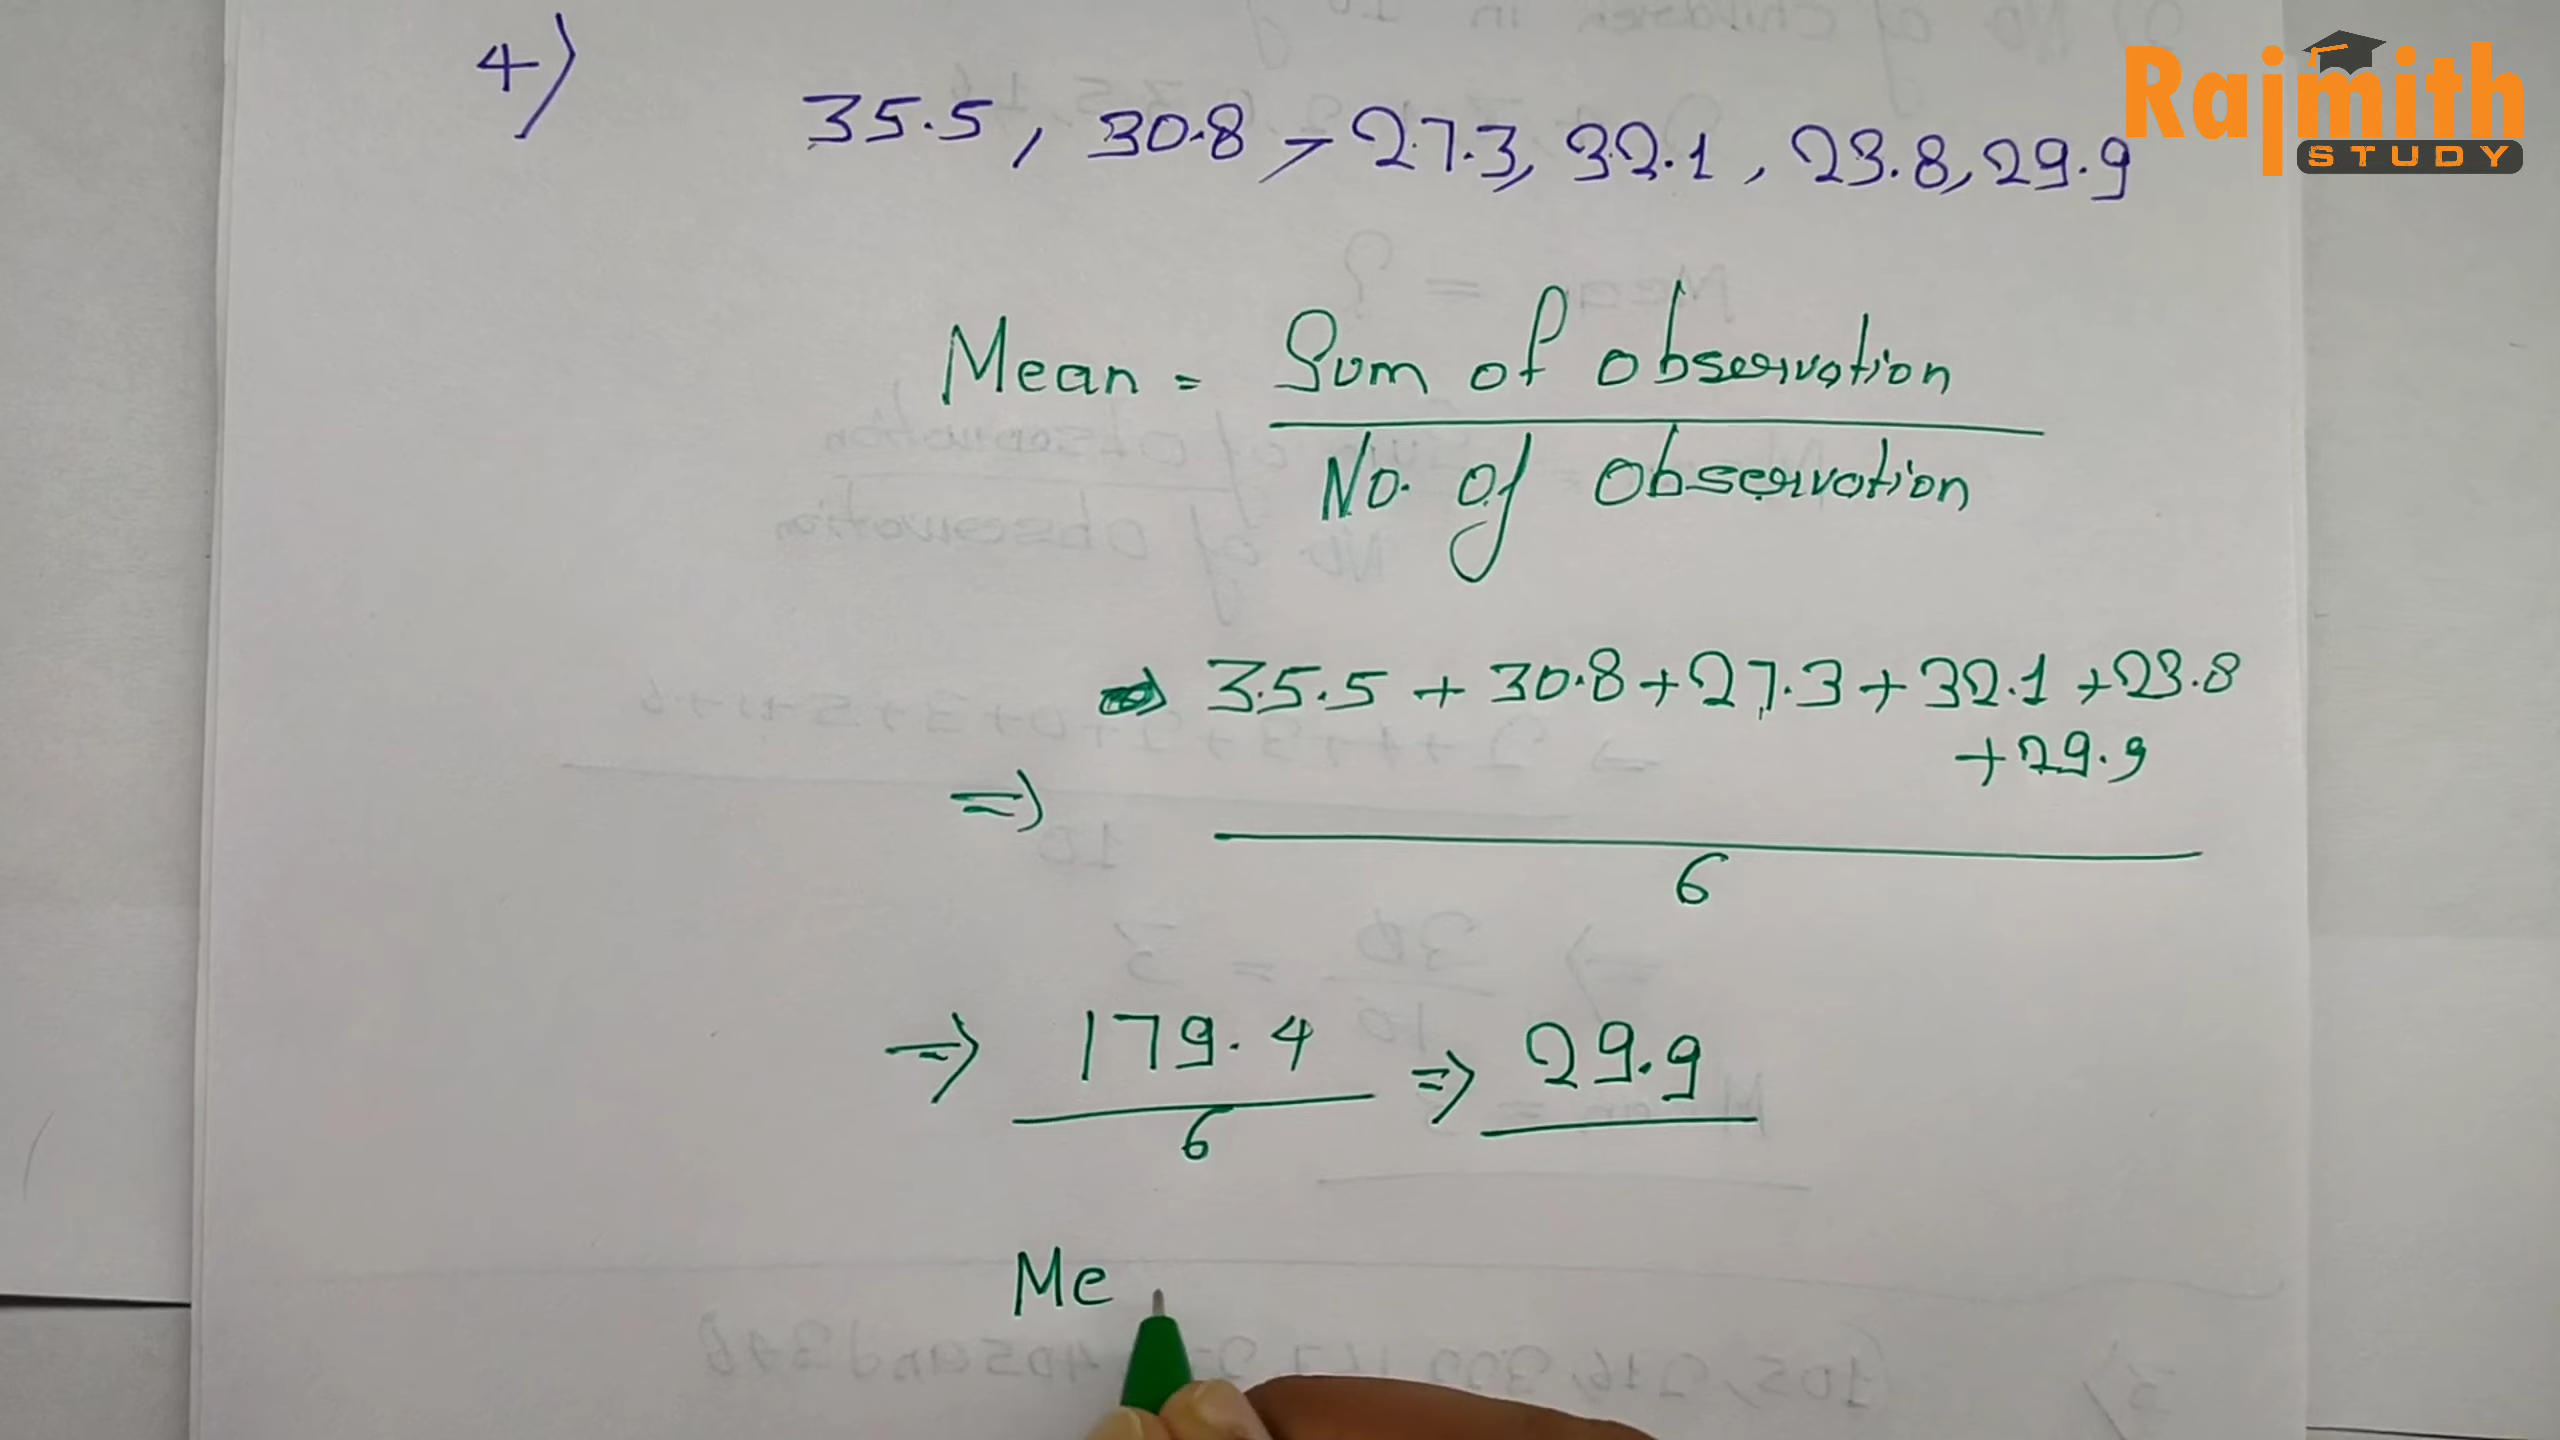 Rajmith
STUDY
4)
35.5, 30.8, 27.3, 32.1, 23.8, 29.9
Mean = Sum of observation
No. of observation
35.5 + 30.8 + 27.3 + 32.1 + 23.8
+ 29.9
⇒
6
⇒ 179.4 ⇒ 29.9
6
Me